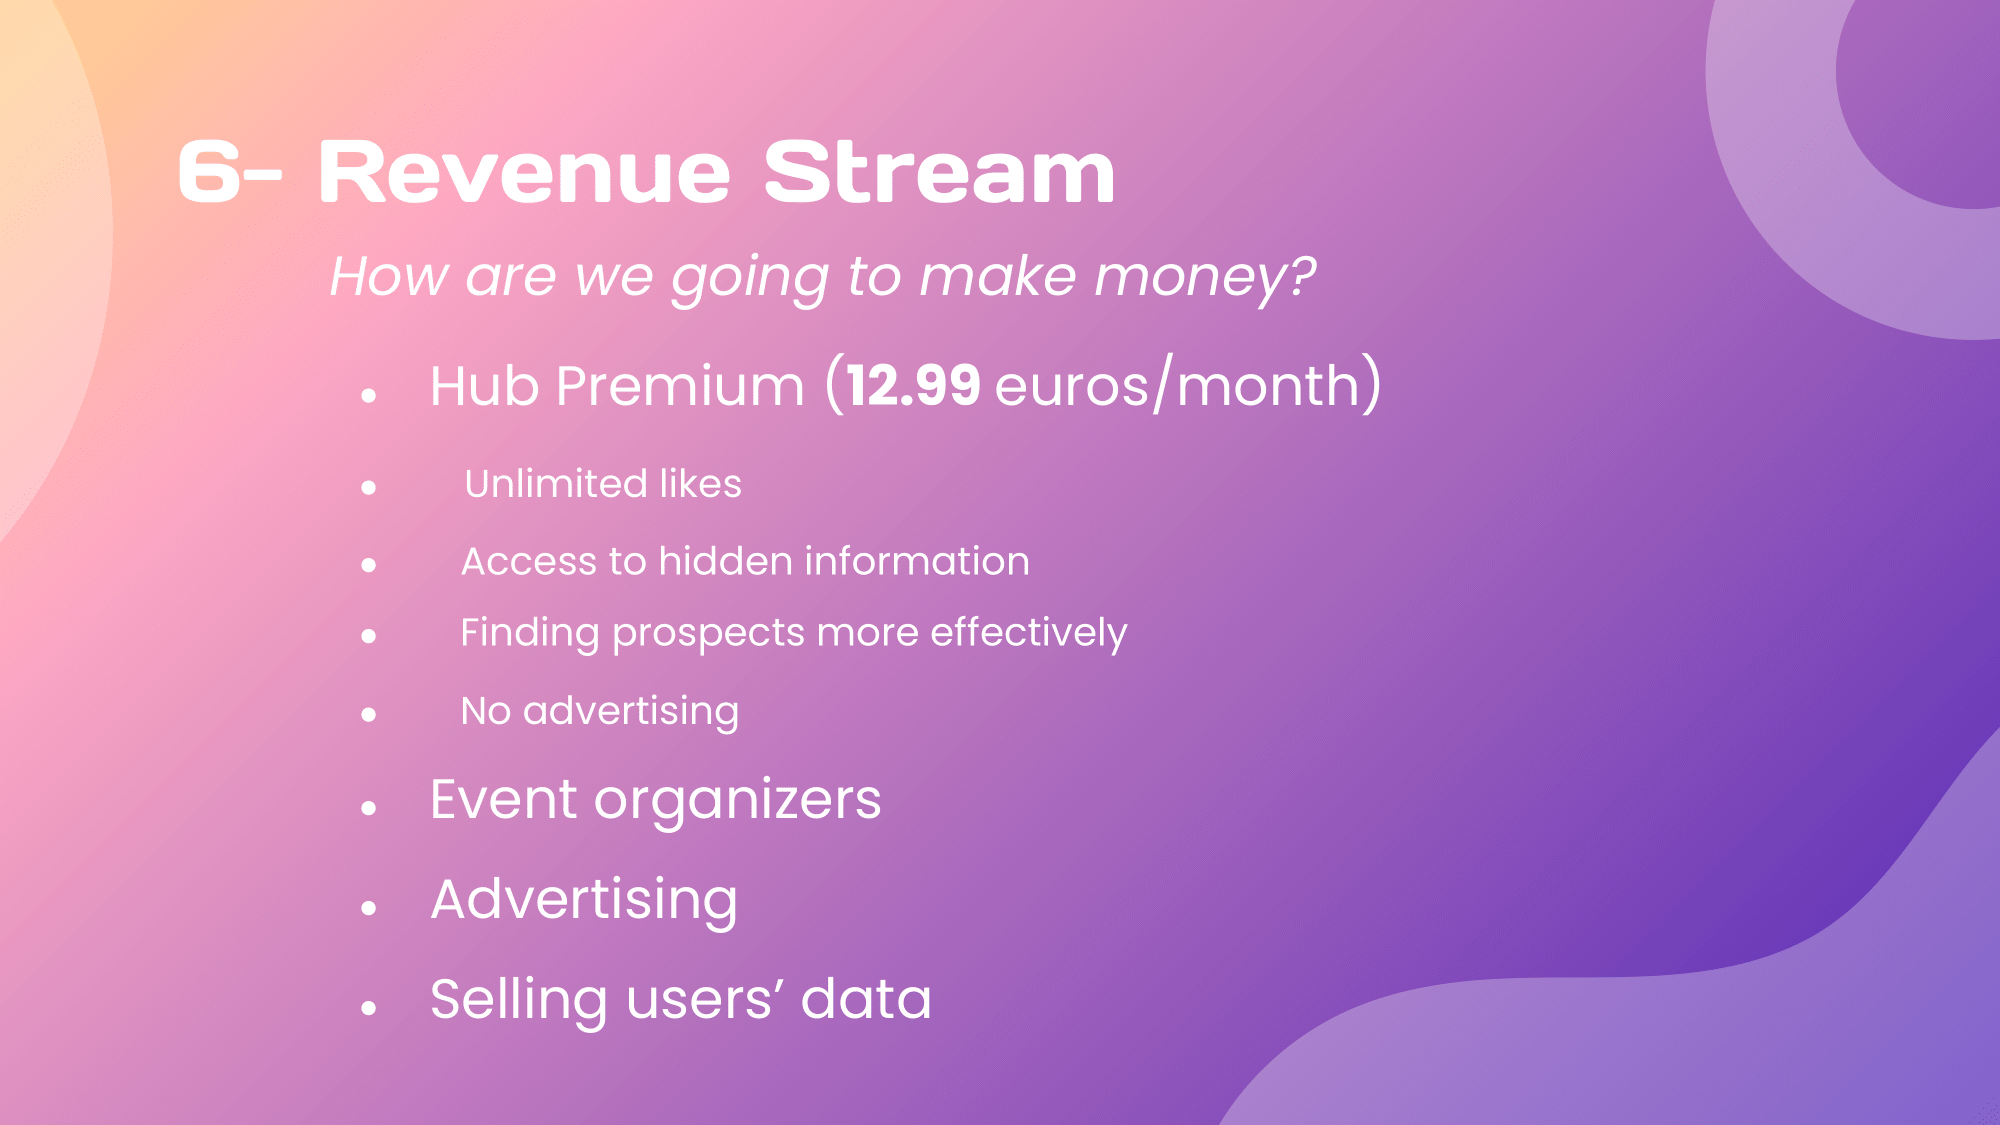 6- Revenue Stream
How are we going to make money?
● Hub Premium (12.99 euros/month)
● Unlimited likes
● Access to hidden information
● Finding prospects more effectively
● No advertising
● Event organizers
● Advertising
● Selling users’ data